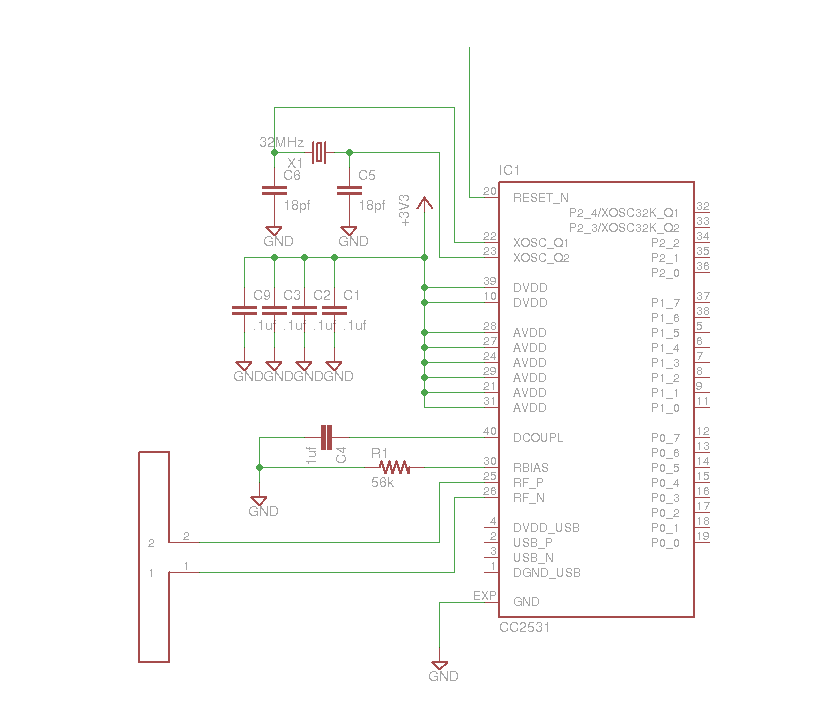 32MHz
X1
C6
18pf
GND
C5
18pf
GND
+3V3
C9
.1uf
GND
C3
.1uf
GND
C2
.1uf
GND
C1
.1uf
GND
1uf
C4
R1
56k
GND
2
2
1
1
IC1
20 RESET_N
22 XOSC_Q1
23 XOSC_Q2
39 DVDD
10 DVDD
28 AVDD
27 AVDD
24 AVDD
29 AVDD
21 AVDD
31 AVDD
40 DCOUPL
30 RBIAS
25 RF_P
26 RF_N
4 DVDD_USB
2 USB_P
3 USB_N
1 DGND_USB
EXP GND
P2_4/XOSC32K_Q1 32
P2_3/XOSC32K_Q2 33
P2_2 34
P2_1 35
P2_0 36
P1_7 37
P1_6 38
P1_5 5
P1_4 6
P1_3 7
P1_2 8
P1_1 9
P1_0 11
P0_7 12
P0_6 13
P0_5 14
P0_4 15
P0_3 16
P0_2 17
P0_1 18
P0_0 19
CC2531
GND